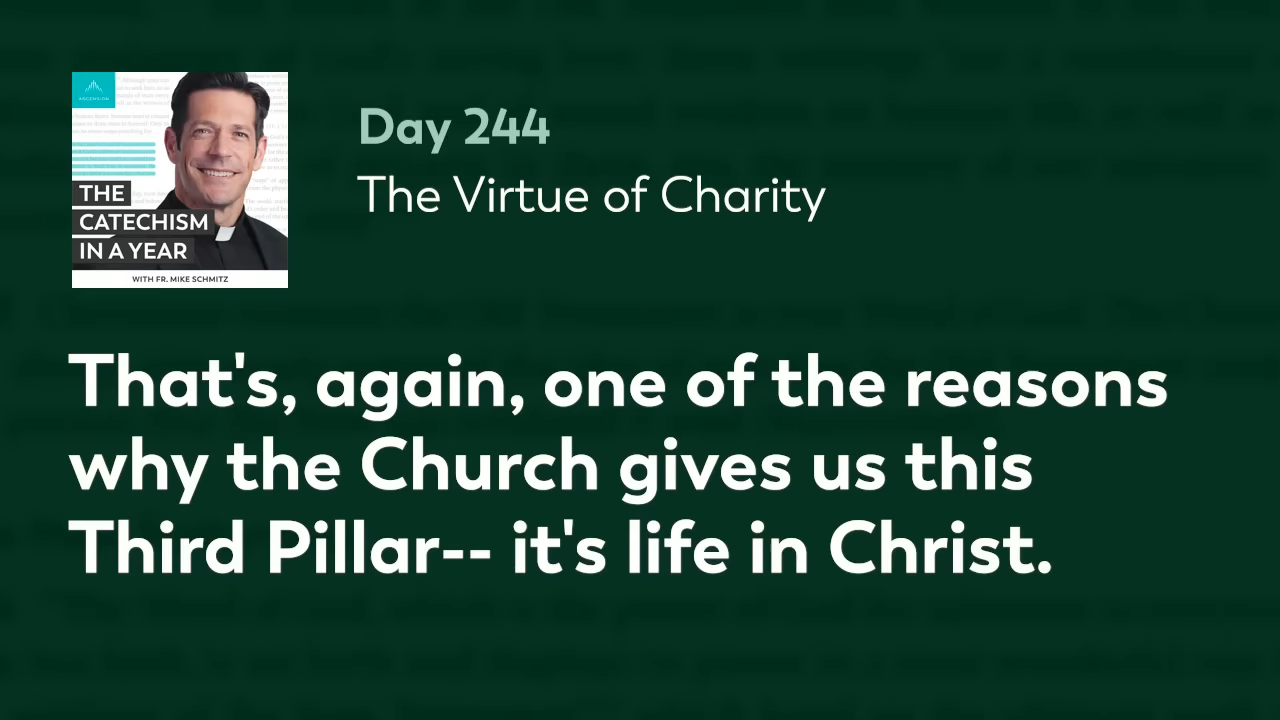 ASCENSION
THE
CATECHISM
IN A YEAR
WITH FR. MIKE SCHMITZ
Day 244
The Virtue of Charity
That's, again, one of the reasons
why the Church gives us this
Third Pillar-- it's life in Christ.